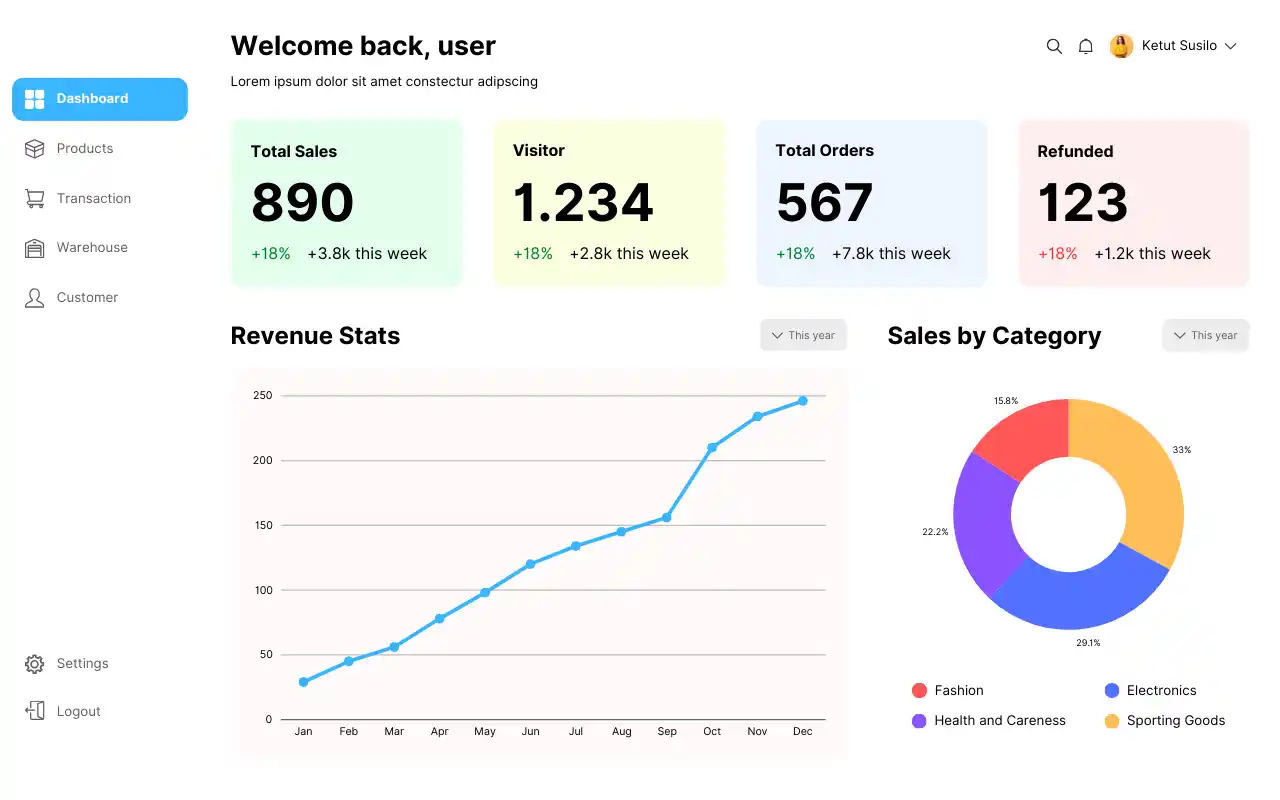 Welcome back, user
Lorem ipsum dolor sit amet constectur adipscing
Ketut Susilo
Dashboard
Products
Transaction
Warehouse
Customer
Settings
Logout
Total Sales
890
+18% +3.8k this week
Visitor
1.234
+18% +2.8k this week
Total Orders
567
+18% +7.8k this week
Refunded
123
+18% +1.2k this week
Revenue Stats
This year
250
200
150
100
50
0
Jan Feb Mar Apr May Jun Jul Aug Sep Oct Nov Dec
Sales by Category
This year
15.8%
33%
22.2%
29.1%
Fashion
Electronics
Health and Careness
Sporting Goods